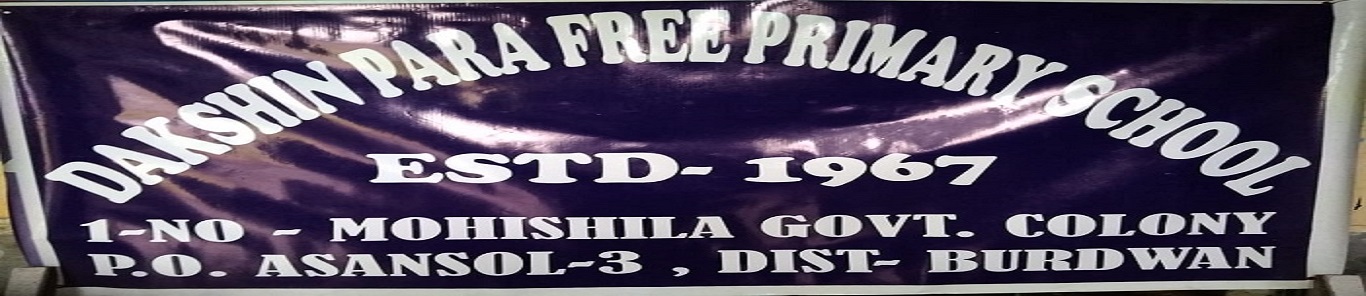 DAKSHIN PARA FREE PRIMARY SCHOOL
ESTD- 1967
1-NO - MOHISHILA GOVT. COLONY
P.O. ASANSOL-3 , DIST- BURDWAN